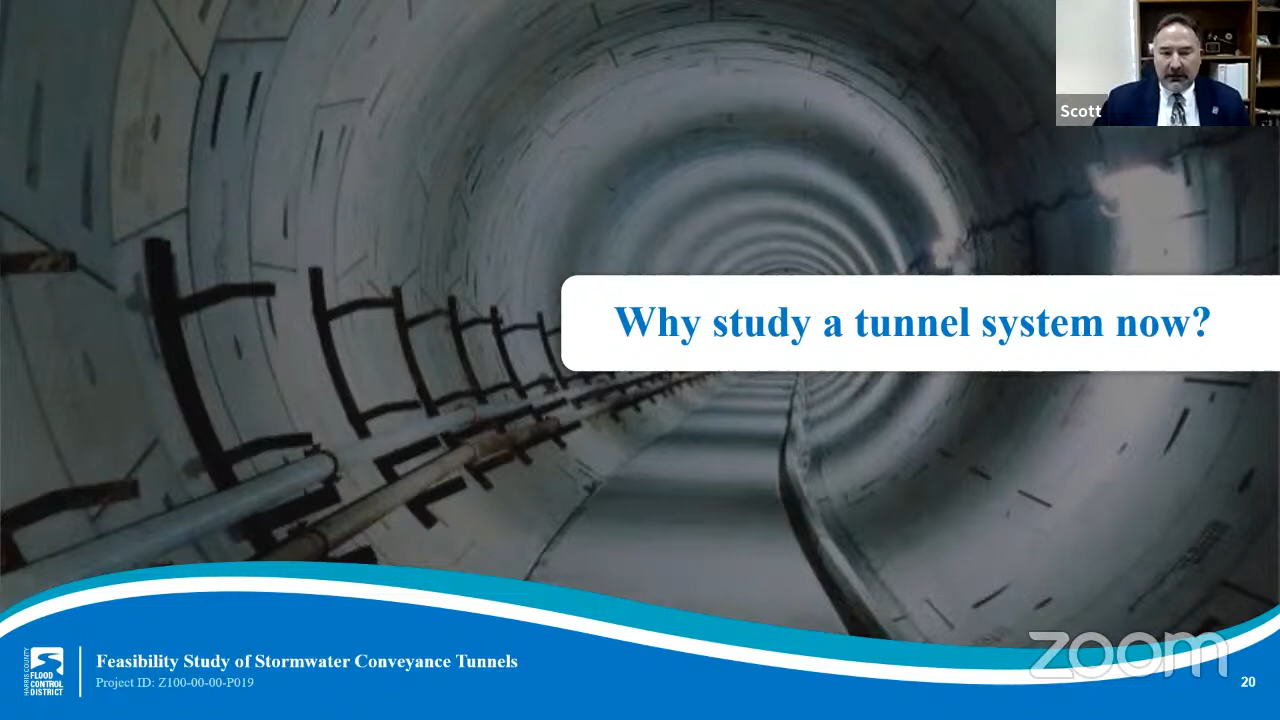 Scott
Why study a tunnel system now?
HARRIS COUNTY
FLOOD
CONTROL
DISTRICT
Feasibility Study of Stormwater Conveyance Tunnels
Project ID: Z100-00-00-P019
zoom
20